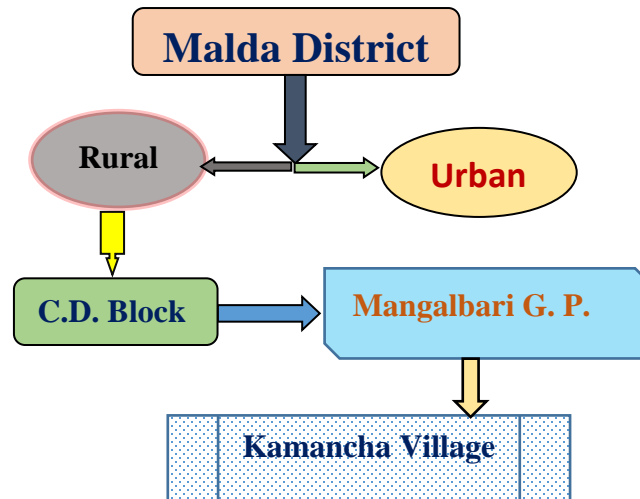 Malda District
Rural
Urban
C.D. Block
Mangalbari G. P.
Kamancha Village